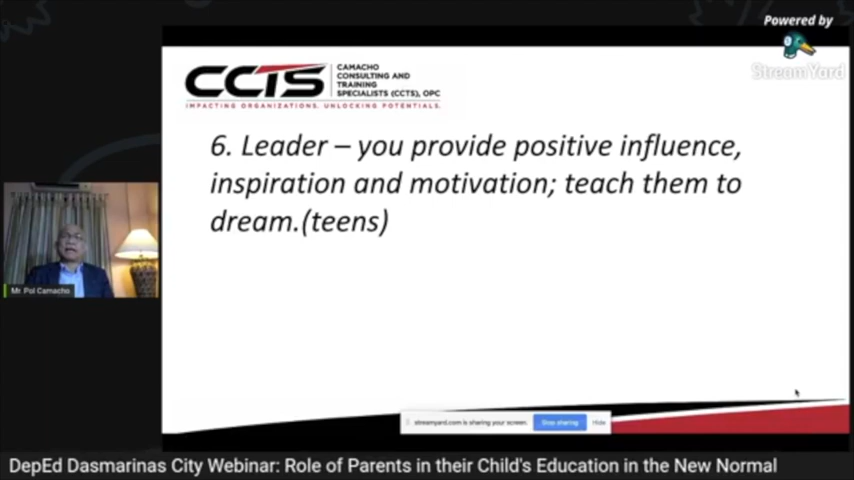 Powered by
StreamYard
CCTS
CAMACHO
CONSULTING AND
TRAINING
SPECIALISTS (CCTS), OPC
IMPACTING ORGANIZATIONS. UNLOCKING POTENTIALS.
6. Leader – you provide positive influence,
inspiration and motivation; teach them to
dream.(teens)
Mr. Pol Camacho
streamyard.com is sharing your screen. Stop sharing Hide
DepEd Dasmarinas City Webinar: Role of Parents in their Child's Education in the New Normal